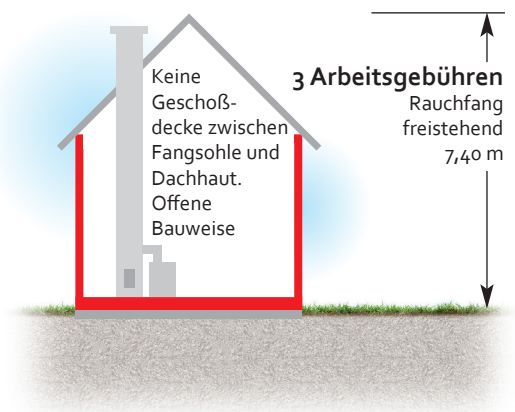 Keine
Geschoß-
decke zwischen
Fangsohle und
Dachhaut.
Offene
Bauweise
3 Arbeitsgebühren
Rauchfang
freistehend
7,40 m